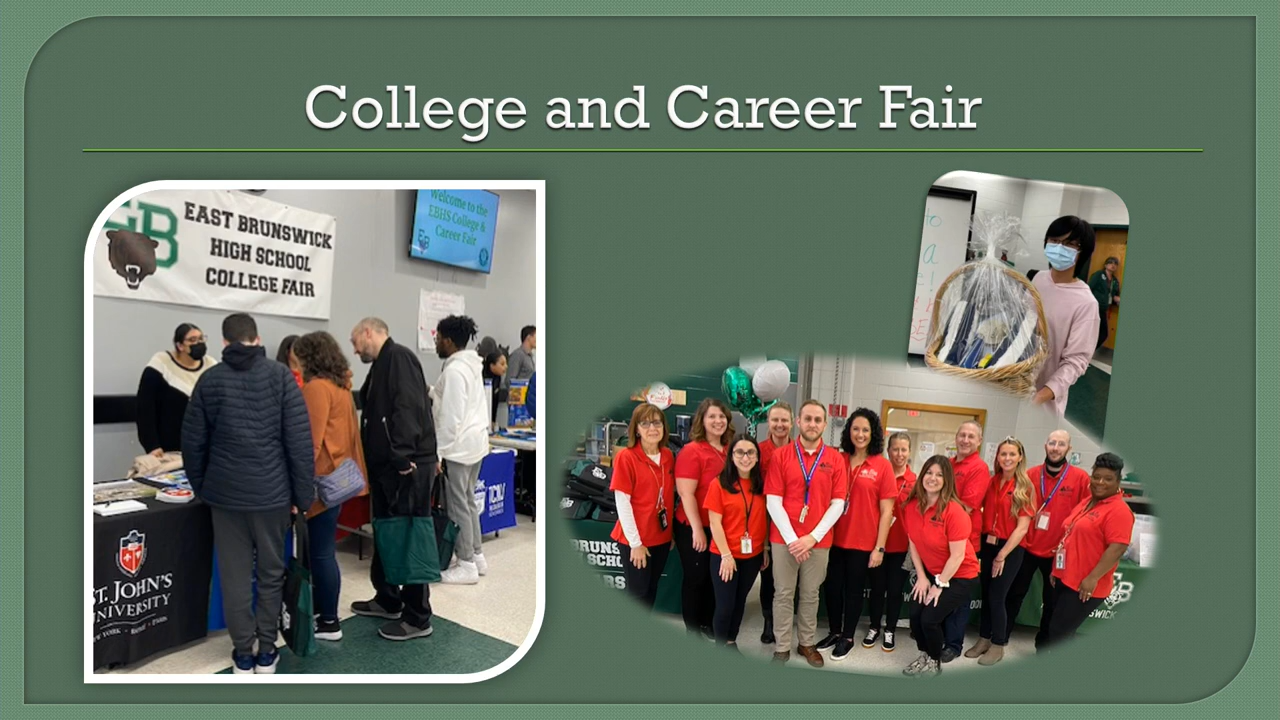 College and Career Fair
EB
EAST BRUNSWICK
HIGH SCHOOL
COLLEGE FAIR
Welcome to the
EBHS College &
Career Fair
ST. JOHN'S
UNIVERSITY